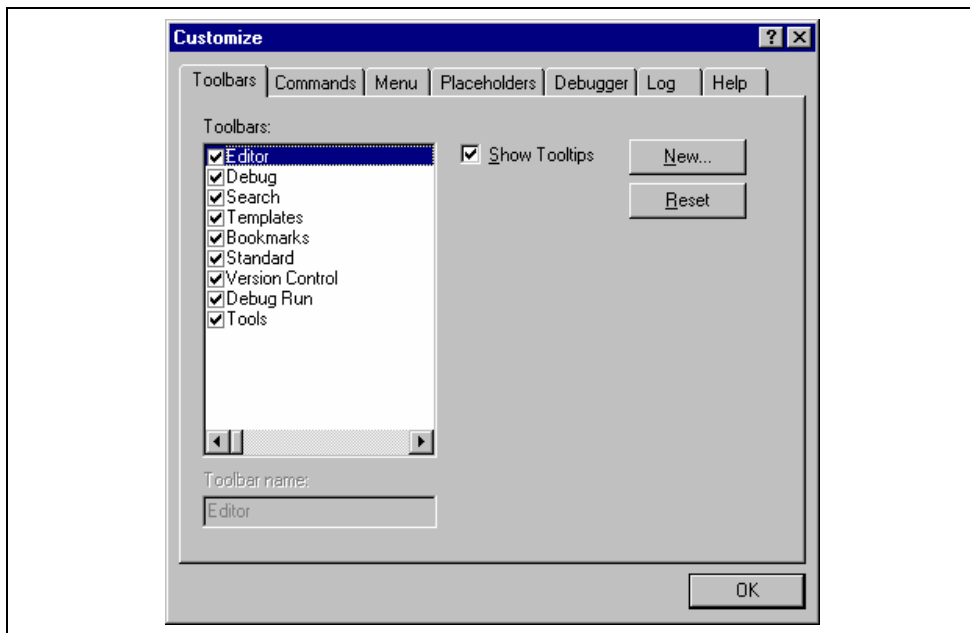 Customize
Toolbars Commands Menu Placeholders Debugger Log Help
Toolbars:
Editor
Debug
Search
Templates
Bookmarks
Standard
Version Control
Debug Run
Tools
Show Tooltips
New...
Reset
Toolbar name:
Editor
OK